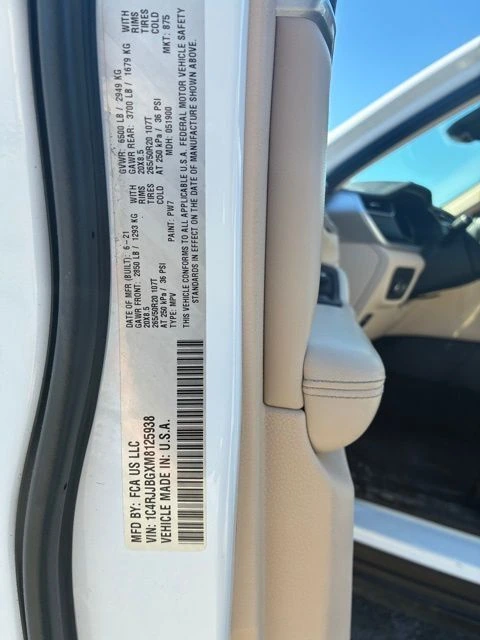 MFD BY: FCA US LLC
DATE OF MFR (BUILT): 6-21
GVWR: 6500 LB / 2949 KG
GAWR FRONT: 2850 LB / 1293 KG WITH
GAWR REAR: 3700 LB / 1679 KG WITH
20X8.5 RIMS
20X8.5 RIMS
265/50R20 107T TIRES
265/50R20 107T TIRES
AT 250 kPa / 36 PSI COLD
AT 250 kPa / 36 PSI COLD
VIN: 1C4RJJBGXM8125938
TYPE: MPV
PAINT: PW7
MDH: 051900
MKT: 875
VEHICLE MADE IN: U.S.A.
THIS VEHICLE CONFORMS TO ALL APPLICABLE U.S.A. FEDERAL MOTOR VEHICLE SAFETY
STANDARDS IN EFFECT ON THE DATE OF MANUFACTURE SHOWN ABOVE.